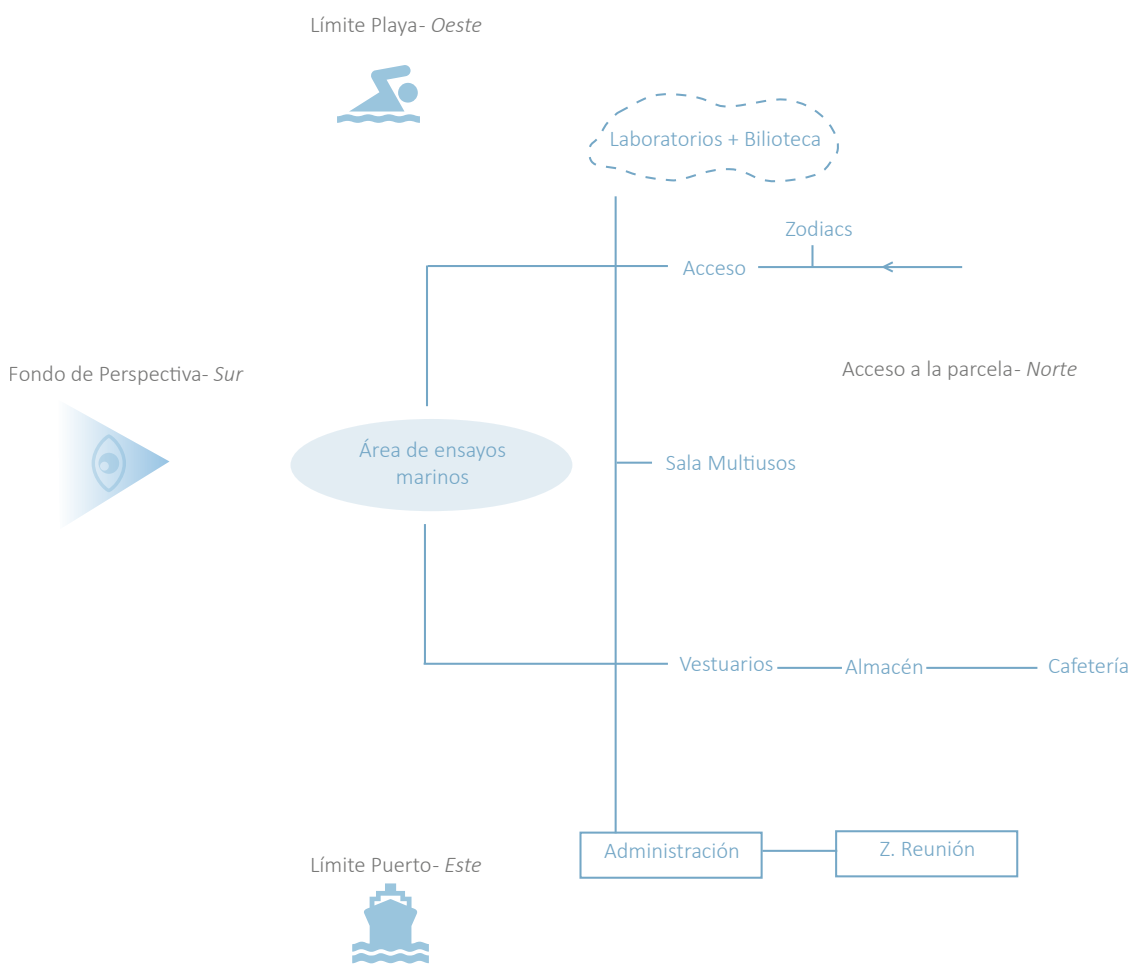 Límite Playa- Oeste
Laboratorios + Bilioteca
Zodiacs
Acceso
Fondo de Perspectiva- Sur
Acceso a la parcela- Norte
Área de ensayos
marinos
Sala Multiusos
Vestuarios
Almacén
Cafetería
Administración
Z. Reunión
Límite Puerto- Este